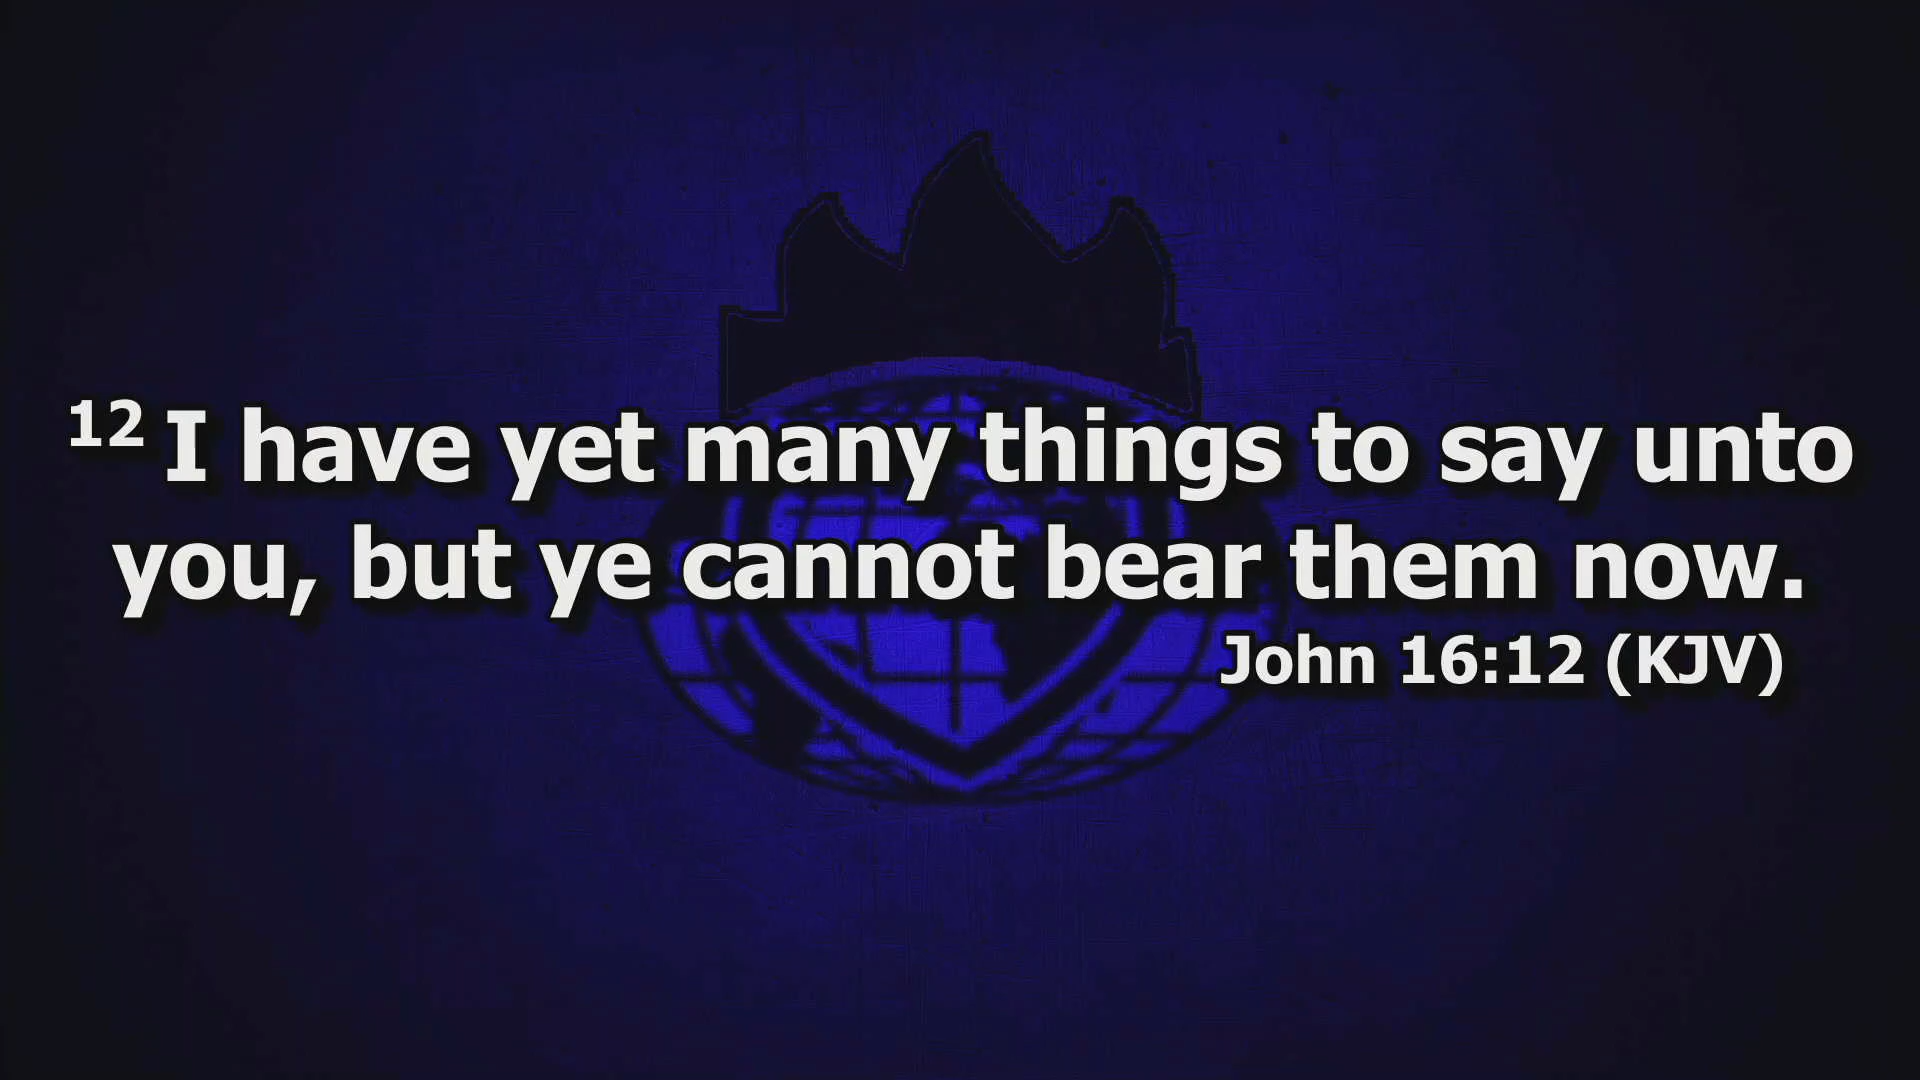 12 I have yet many things to say unto
you, but ye cannot bear them now.
John 16:12 (KJV)